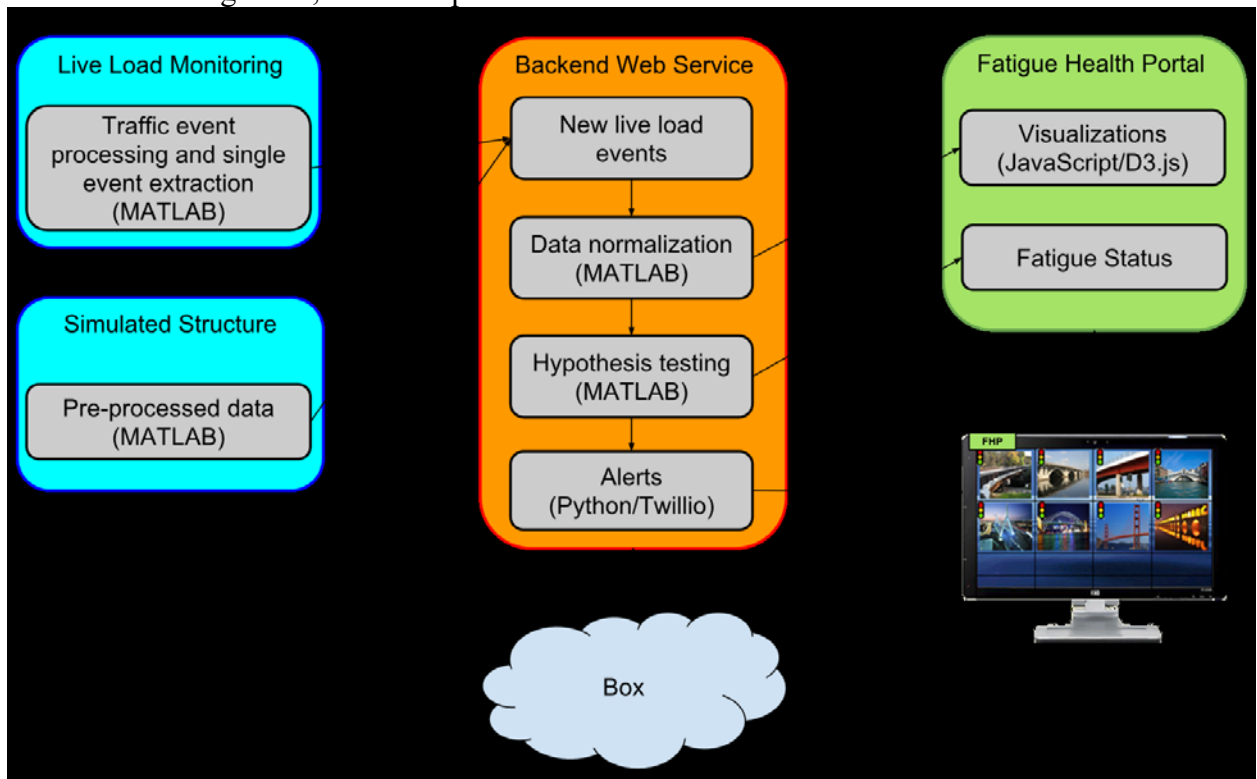 Live Load Monitoring
Traffic event
processing and single
event extraction
(MATLAB)
Simulated Structure
Pre-processed data
(MATLAB)
Backend Web Service
New live load
events
Data normalization
(MATLAB)
Hypothesis testing
(MATLAB)
Alerts
(Python/Twillio)
Box
Fatigue Health Portal
Visualizations
(JavaScript/D3.js)
Fatigue Status
FHP